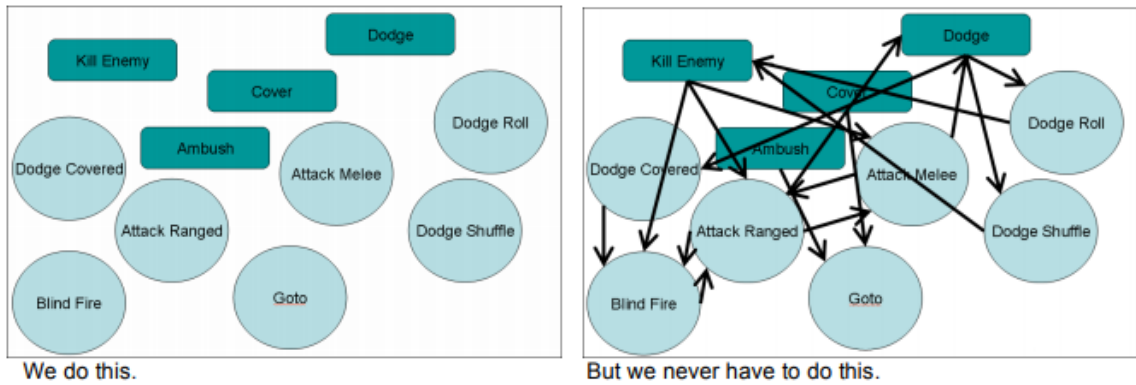 Dodge
Kill Enemy
Cover
Dodge Roll
Ambush
Dodge Covered
Attack Melee
Attack Ranged
Dodge Shuffle
Blind Fire
Goto
We do this.
Dodge
Kill Enemy
Cover
Dodge Roll
Ambush
Dodge Covered
Attack Melee
Attack Ranged
Dodge Shuffle
Blind Fire
Goto
But we never have to do this.